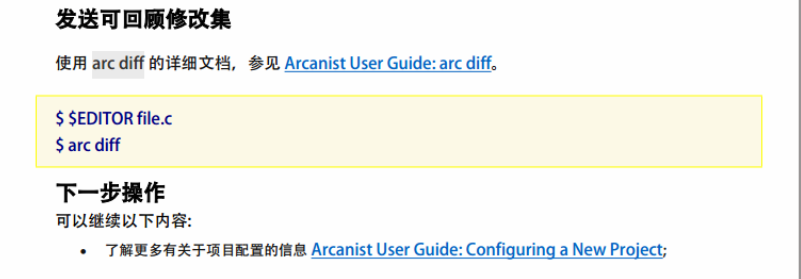 发送可回顾修改集
使用 arc diff 的详细文档，参见 Arcanist User Guide: arc diff。
$ $EDITOR file.c
$ arc diff
下一步操作
可以继续以下内容:
• 了解更多有关于项目配置的信息 Arcanist User Guide: Configuring a New Project;